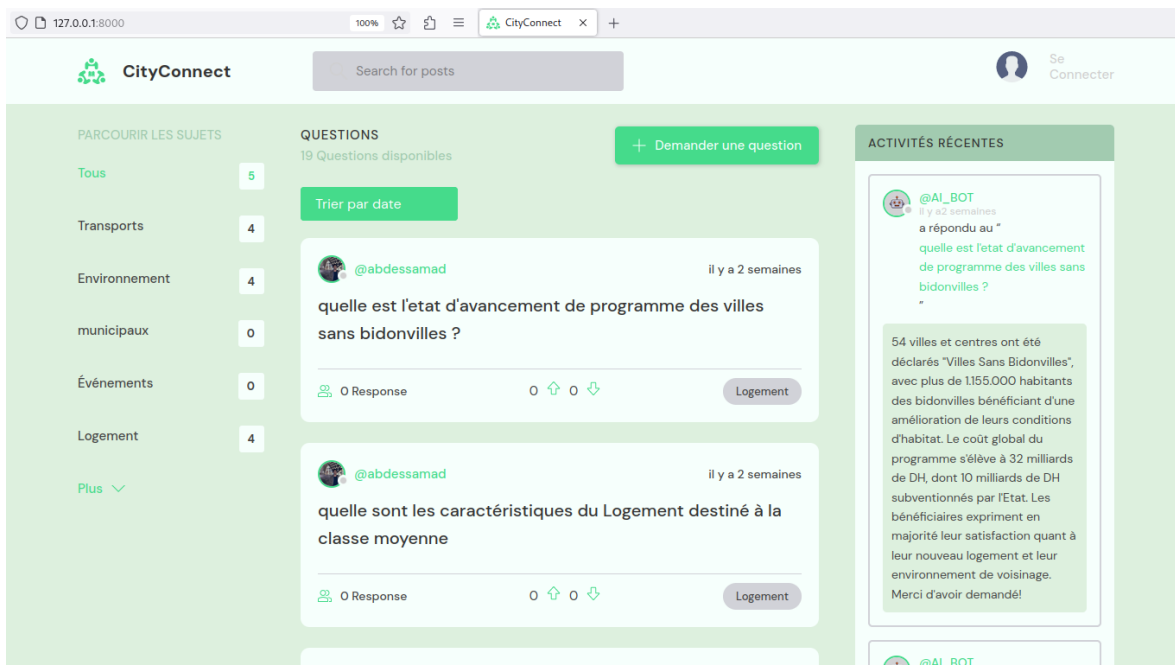 127.0.0.1:8000
100%
CityConnect
CityConnect
Search for posts
Se
Connecter
PARCOURIR LES SUJETS
Tous 5
Transports 4
Environnement 4
municipaux 0
Événements 0
Logement 4
Plus
QUESTIONS
19 Questions disponibles
Demander une question
Trier par date
@abdessamad il y a 2 semaines
quelle est l'etat d'avancement de programme des villes
sans bidonvilles ?
0 Response 0 0 Logement
@abdessamad il y a 2 semaines
quelle sont les caractéristiques du Logement destiné à la
classe moyenne
0 Response 0 0 Logement
ACTIVITÉS RÉCENTES
@AI_BOT
il y a2 semaines
a répondu au "
quelle est l'etat d'avancement
de programme des villes sans
bidonvilles ?
"
54 villes et centres ont été
déclarés "Villes Sans Bidonvilles",
avec plus de 1.155.000 habitants
des bidonvilles bénéficiant d'une
amélioration de leurs conditions
d'habitat. Le coût global du
programme s'élève à 32 milliards
de DH, dont 10 milliards de DH
subventionnés par l'Etat. Les
bénéficiaires expriment en
majorité leur satisfaction quant à
leur nouveau logement et leur
environnement de voisinage.
Merci d'avoir demandé!
@AI_BOT